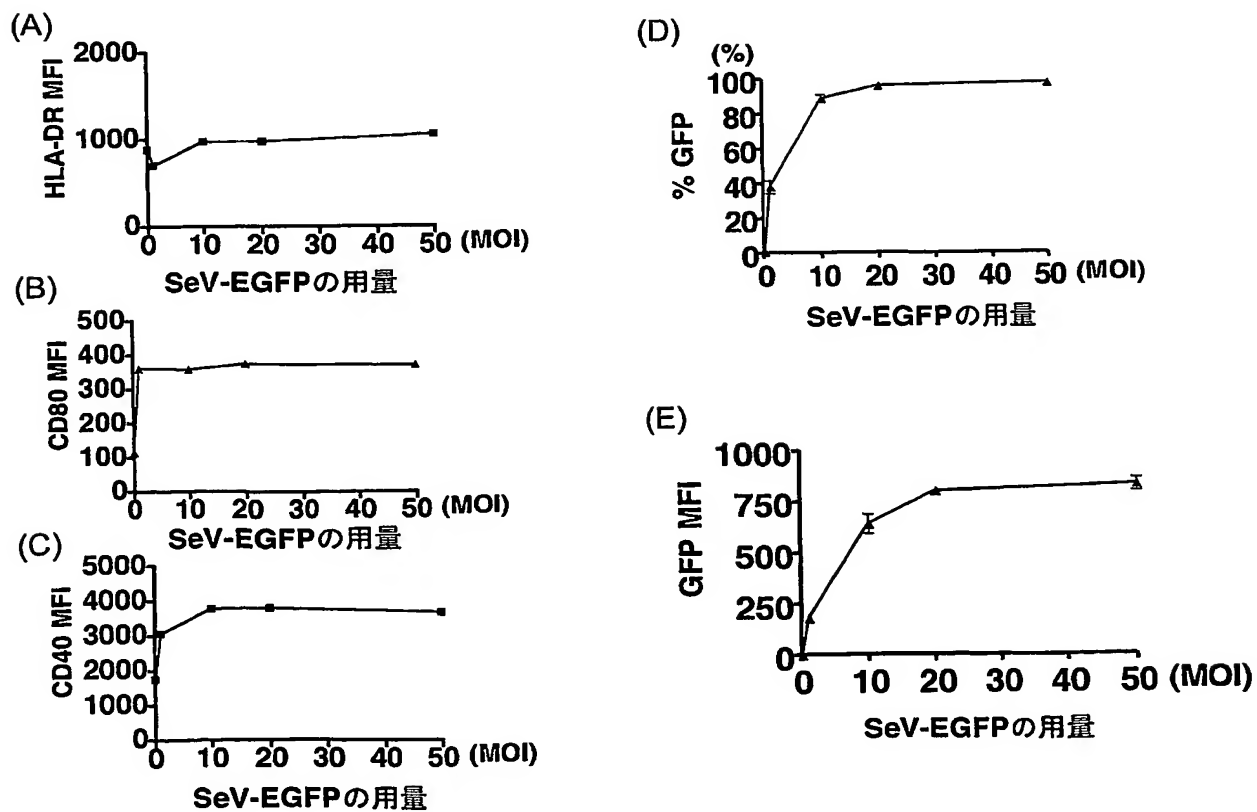 (A)
HLA-DR MFI
2000
1000
0
0 10 20 30 40 50 (MOI)
SeV-EGFPの用量
(B)
CD80 MFI
500
400
300
200
100
0
0 10 20 30 40 50 (MOI)
SeV-EGFPの用量
(C)
CD40 MFI
5000
4000
3000
2000
1000
0
0 10 20 30 40 50 (MOI)
SeV-EGFPの用量
(D)
(%)
% GFP
100
80
60
40
20
0
0 10 20 30 40 50 (MOI)
SeV-EGFPの用量
(E)
GFP MFI
1000
750
500
250
0
0 10 20 30 40 50 (MOI)
SeV-EGFPの用量